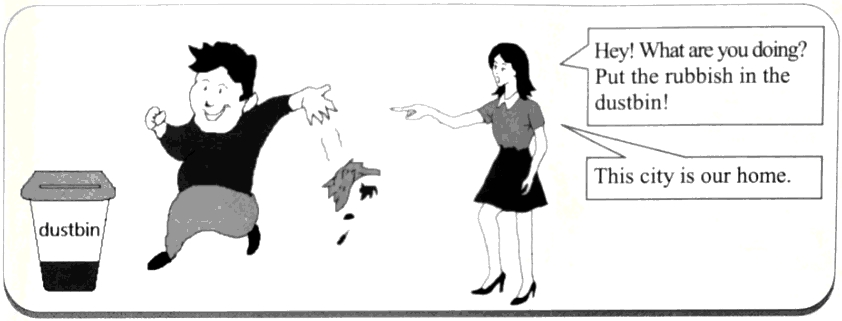 Hey! What are you doing?
Put the rubbish in the
dustbin!
This city is our home.
dustbin